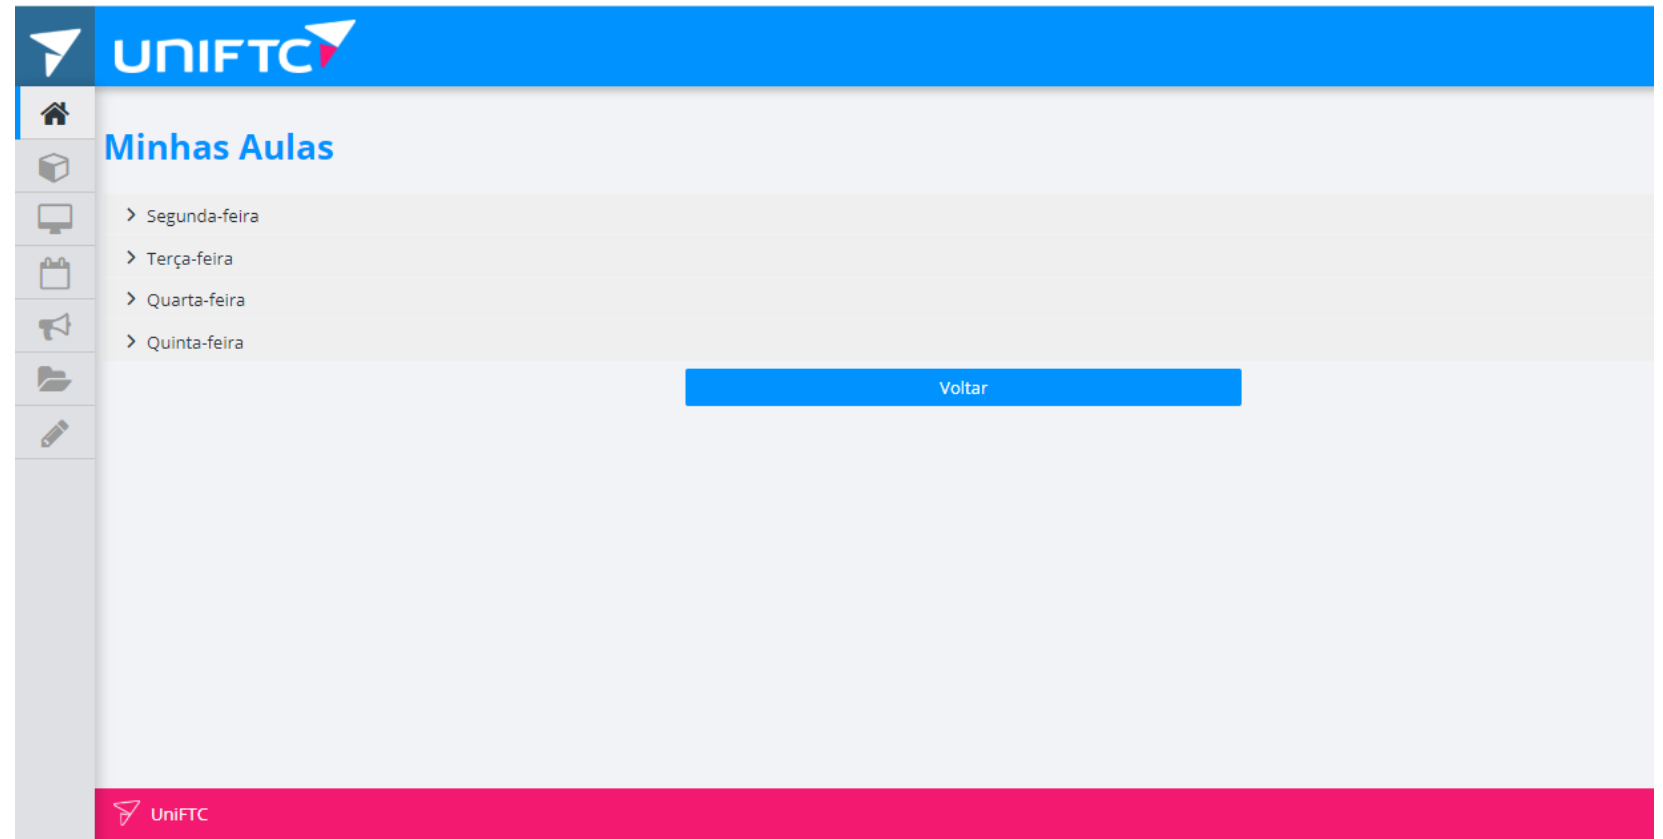 UNIFTC
Minhas Aulas
Segunda-feira
Terça-feira
Quarta-feira
Quinta-feira
Voltar
UniFTC